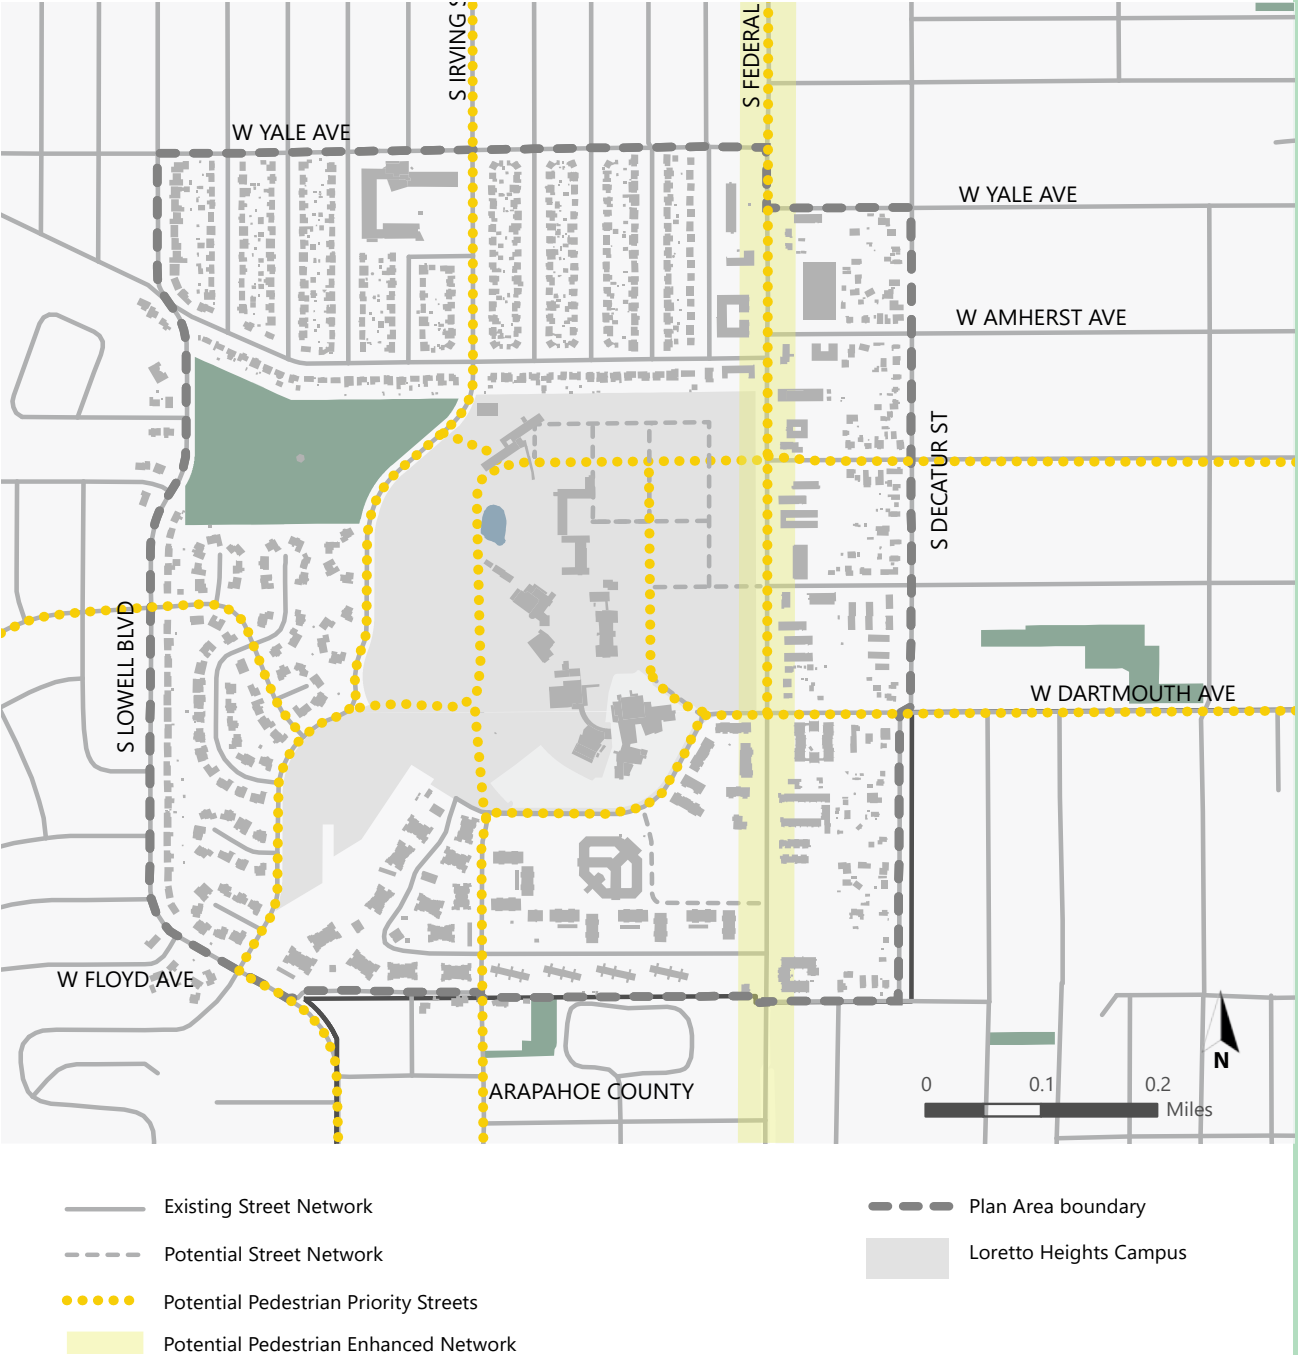 S IRVING S
S FEDERAL
W YALE AVE
W YALE AVE
W AMHERST AVE
S DECATUR ST
S LOWELL BLVD
W DARTMOUTH AVE
W FLOYD AVE
N
ARAPAHOE COUNTY
0 0.1 0.2
Miles
Existing Street Network
Plan Area boundary
Potential Street Network
Loretto Heights Campus
Potential Pedestrian Priority Streets
Potential Pedestrian Enhanced Network